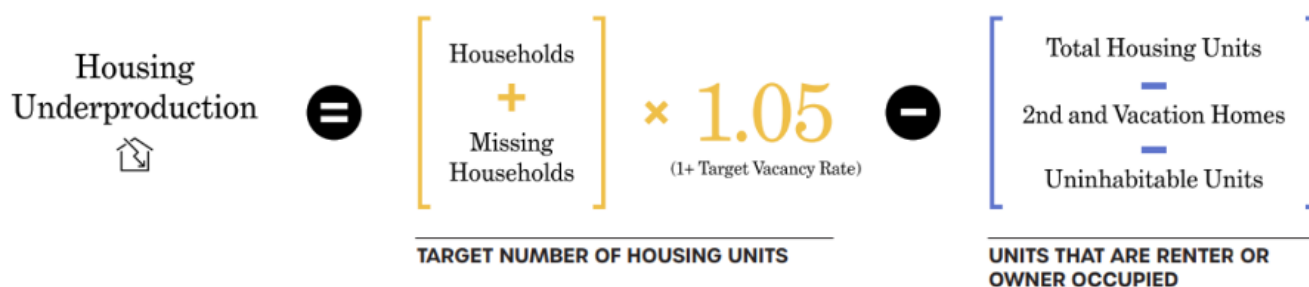 Housing
Underproduction
=
Households
+
Missing
Households
× 1.05
(1+ Target Vacancy Rate)
TARGET NUMBER OF HOUSING UNITS
−
Total Housing Units
−
2nd and Vacation Homes
−
Uninhabitable Units
UNITS THAT ARE RENTER OR
OWNER OCCUPIED